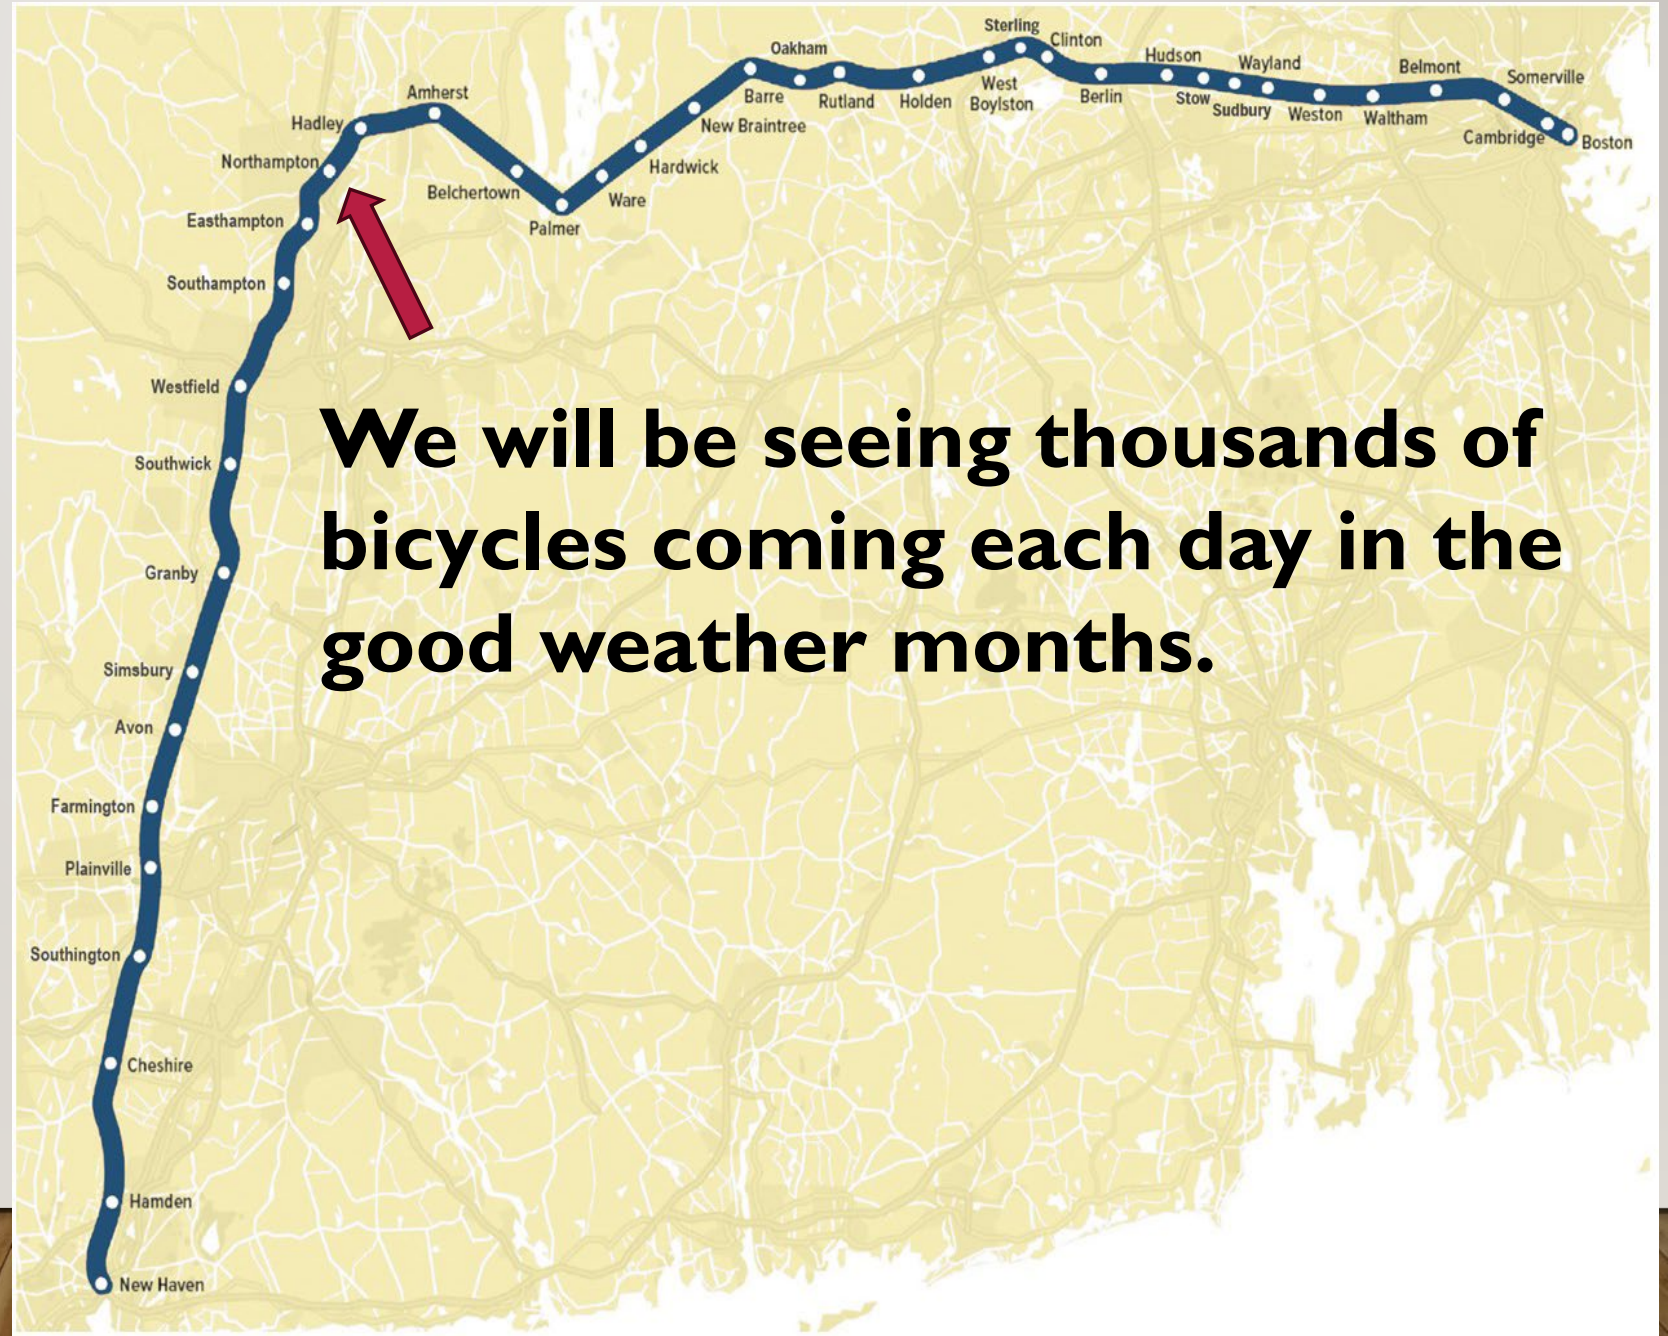 Sterling
Clinton
Oakham
Hudson
Wayland
Belmont
Somerville
Amherst
Barre
Rutland
Holden
West
Boylston
Berlin
Stow
Sudbury
Weston
Waltham
Cambridge
Boston
Hadley
New Braintree
Northampton
Hardwick
Belchertown
Ware
Easthampton
Palmer
Southampton
Westfield
We will be seeing thousands of
bicycles coming each day in the
good weather months.
Southwick
Granby
Simsbury
Avon
Farmington
Plainville
Southington
Cheshire
Hamden
New Haven